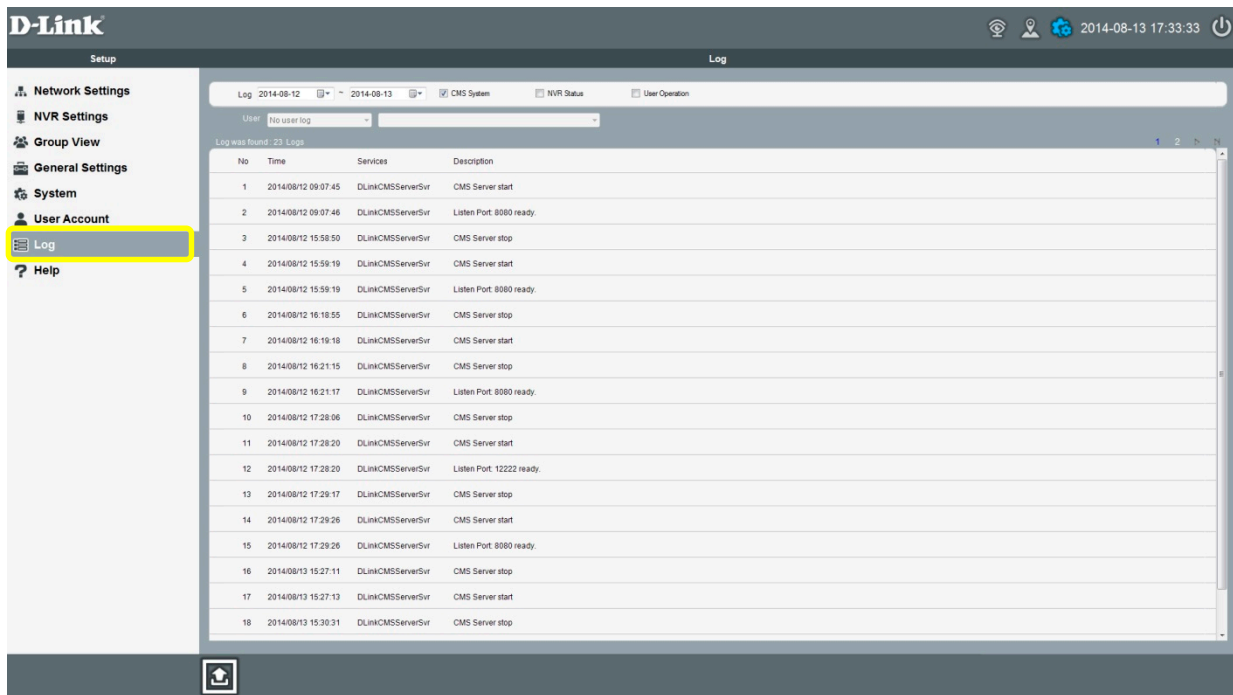 D-Link
2014-08-13 17:33:33
Setup
Log
Network Settings
NVR Settings
Group View
General Settings
System
User Account
Log
Help
Log 2014-08-12 ~ 2014-08-13 CMS System NVR Status User Operation
User No user log
Log was found : 23 Logs 1 2
No Time Services Description
1 2014/08/12 09:07:45 DLinkCMSServerSvr CMS Server start
2 2014/08/12 09:07:46 DLinkCMSServerSvr Listen Port: 8080 ready.
3 2014/08/12 15:58:50 DLinkCMSServerSvr CMS Server stop
4 2014/08/12 15:59:19 DLinkCMSServerSvr CMS Server start
5 2014/08/12 15:59:19 DLinkCMSServerSvr Listen Port: 8080 ready.
6 2014/08/12 16:18:55 DLinkCMSServerSvr CMS Server stop
7 2014/08/12 16:19:18 DLinkCMSServerSvr CMS Server start
8 2014/08/12 16:21:15 DLinkCMSServerSvr CMS Server stop
9 2014/08/12 16:21:17 DLinkCMSServerSvr Listen Port: 8080 ready.
10 2014/08/12 17:28:06 DLinkCMSServerSvr CMS Server stop
11 2014/08/12 17:28:20 DLinkCMSServerSvr CMS Server start
12 2014/08/12 17:28:20 DLinkCMSServerSvr Listen Port: 12222 ready.
13 2014/08/12 17:29:17 DLinkCMSServerSvr CMS Server stop
14 2014/08/12 17:29:26 DLinkCMSServerSvr CMS Server start
15 2014/08/12 17:29:26 DLinkCMSServerSvr Listen Port: 8080 ready.
16 2014/08/13 15:27:11 DLinkCMSServerSvr CMS Server stop
17 2014/08/13 15:27:13 DLinkCMSServerSvr CMS Server start
18 2014/08/13 15:30:31 DLinkCMSServerSvr CMS Server stop